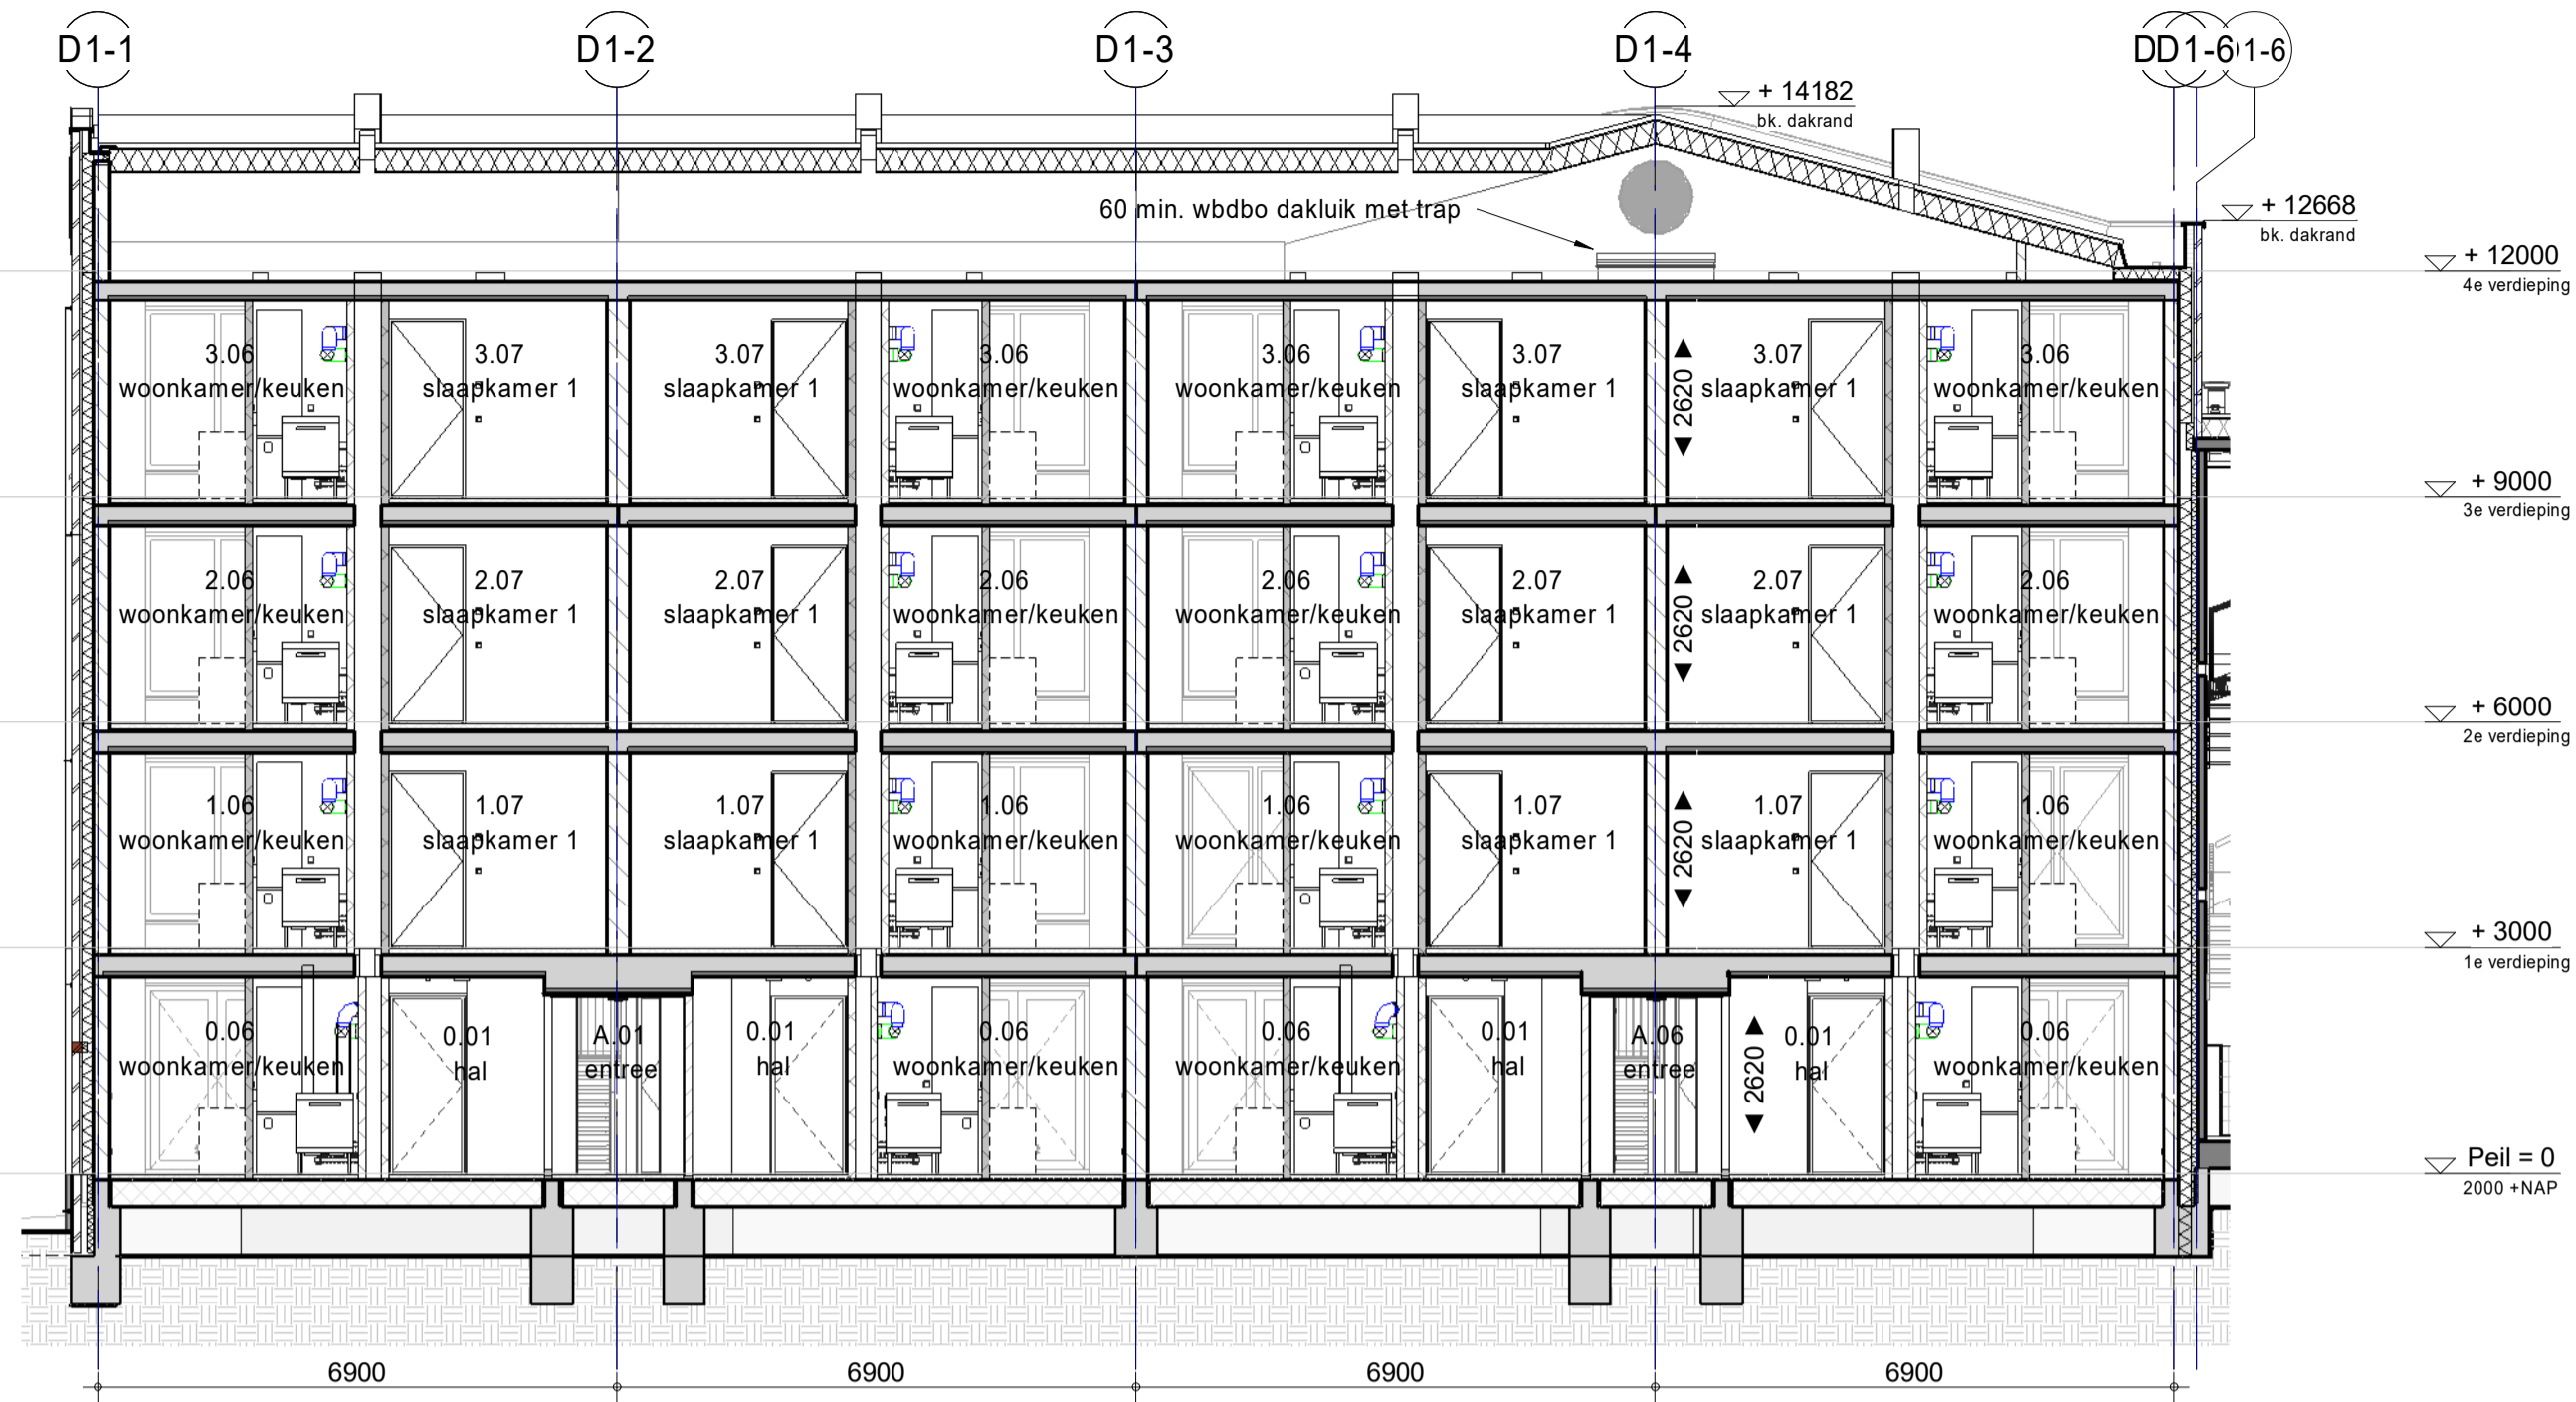 D1-1
D1-2
D1-3
D1-4
D1-6
1-6
+ 14182
bk. dakrand
60 min. wbdbo dakluik met trap
+ 12668
bk. dakrand
+ 12000
4e verdieping
3.06
woonkamer/keuken
3.07
slaapkamer 1
3.07
slaapkamer 1
3.06
woonkamer/keuken
3.06
woonkamer/keuken
3.07
slaapkamer 1
2620
3.07
slaapkamer 1
3.06
woonkamer/keuken
+ 9000
3e verdieping
2.06
woonkamer/keuken
2.07
slaapkamer 1
2.07
slaapkamer 1
2.06
woonkamer/keuken
2.06
woonkamer/keuken
2.07
slaapkamer 1
2620
2.07
slaapkamer 1
2.06
woonkamer/keuken
+ 6000
2e verdieping
1.06
woonkamer/keuken
1.07
slaapkamer 1
1.07
slaapkamer 1
1.06
woonkamer/keuken
1.06
woonkamer/keuken
1.07
slaapkamer 1
2620
1.07
slaapkamer 1
1.06
woonkamer/keuken
+ 3000
1e verdieping
0.06
woonkamer/keuken
0.01
hal
A.01
entree
0.01
hal
0.06
woonkamer/keuken
0.06
woonkamer/keuken
0.01
hal
A.06
entree
2620
0.01
hal
0.06
woonkamer/keuken
Peil = 0
2000 +NAP
6900
6900
6900
6900